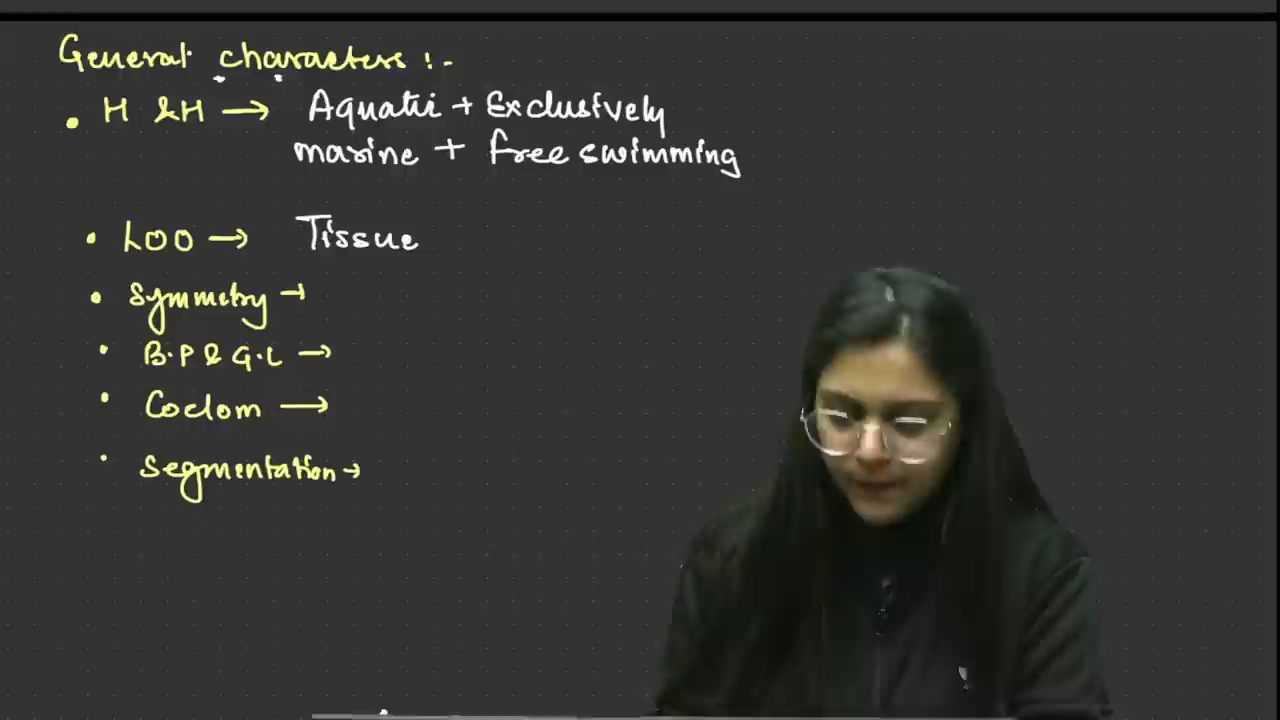 General characters :-
• H & H → Aquatic + Exclusively
marine + free swimming
• LOO → Tissue
• Symmetry →
• B.P & G.L →
• Coelom →
• Segmentation →